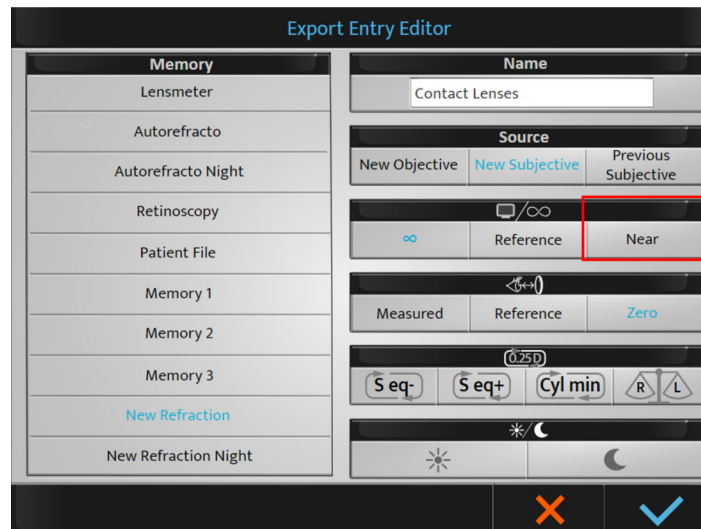 Export Entry Editor
Memory
Lensmeter
Autorefracto
Autorefracto Night
Retinoscopy
Patient File
Memory 1
Memory 2
Memory 3
New Refraction
New Refraction Night
Name
Contact Lenses
Source
New Objective
New Subjective
Previous
Subjective
/∞
∞
Reference
Near
Measured
Reference
Zero
0.25 D
S eq-
S eq+
Cyl min
R
L
/